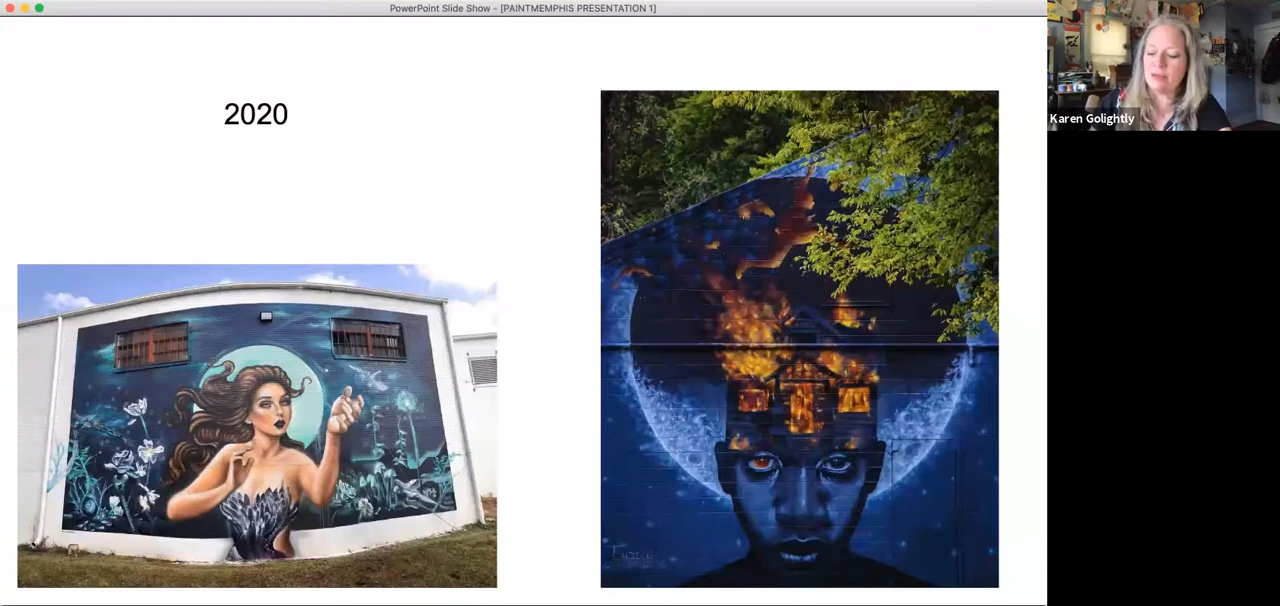 PowerPoint Slide Show - [PAINTMEMPHIS PRESENTATION 1]
2020
Karen Golightly